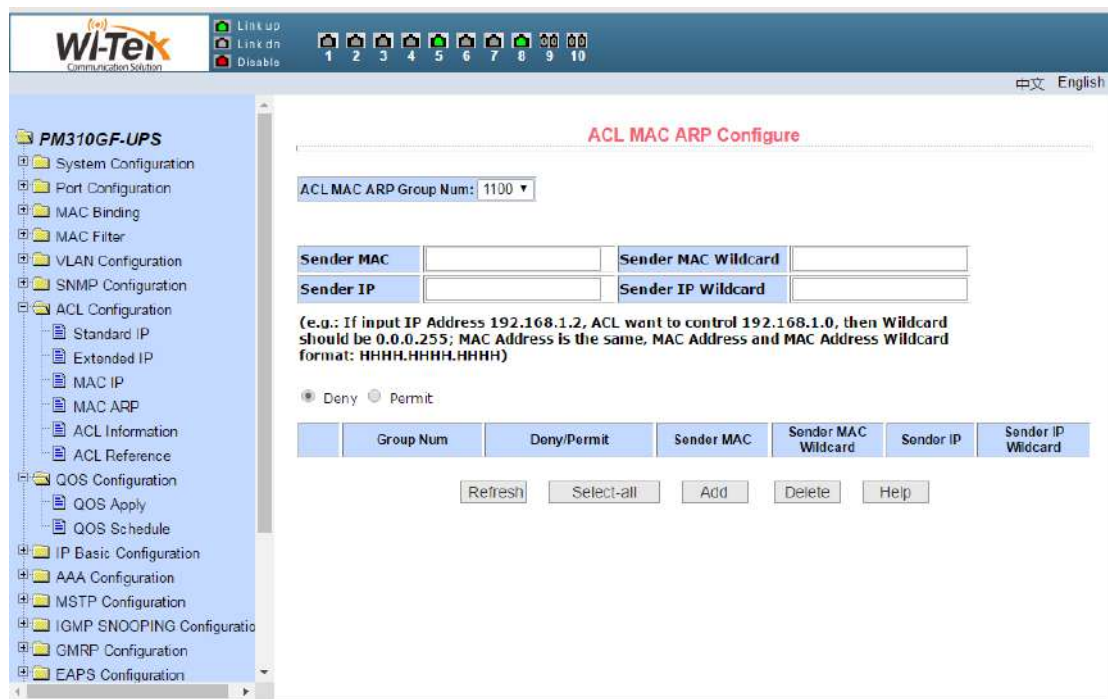 Wi-Tek
Communication Solution
Link up
Link dn
Disable
1 2 3 4 5 6 7 8 9 10
中文 English
PM310GF-UPS
System Configuration
Port Configuration
MAC Binding
MAC Filter
VLAN Configuration
SNMP Configuration
ACL Configuration
Standard IP
Extended IP
MAC IP
MAC ARP
ACL Information
ACL Reference
QOS Configuration
QOS Apply
QOS Schedule
IP Basic Configuration
AAA Configuration
MSTP Configuration
IGMP SNOOPING Configuratio
GMRP Configuration
EAPS Configuration
ACL MAC ARP Configure
ACL MAC ARP Group Num: 1100
Sender MAC Sender MAC Wildcard
Sender IP Sender IP Wildcard
(e.g.: If input IP Address 192.168.1.2, ACL want to control 192.168.1.0, then Wildcard
should be 0.0.0.255; MAC Address is the same, MAC Address and MAC Address Wildcard
format: HHHH.HHHH.HHHH)
Deny Permit
Group Num Deny/Permit Sender MAC Sender MAC Wildcard Sender IP Sender IP Wildcard
Refresh Select-all Add Delete Help